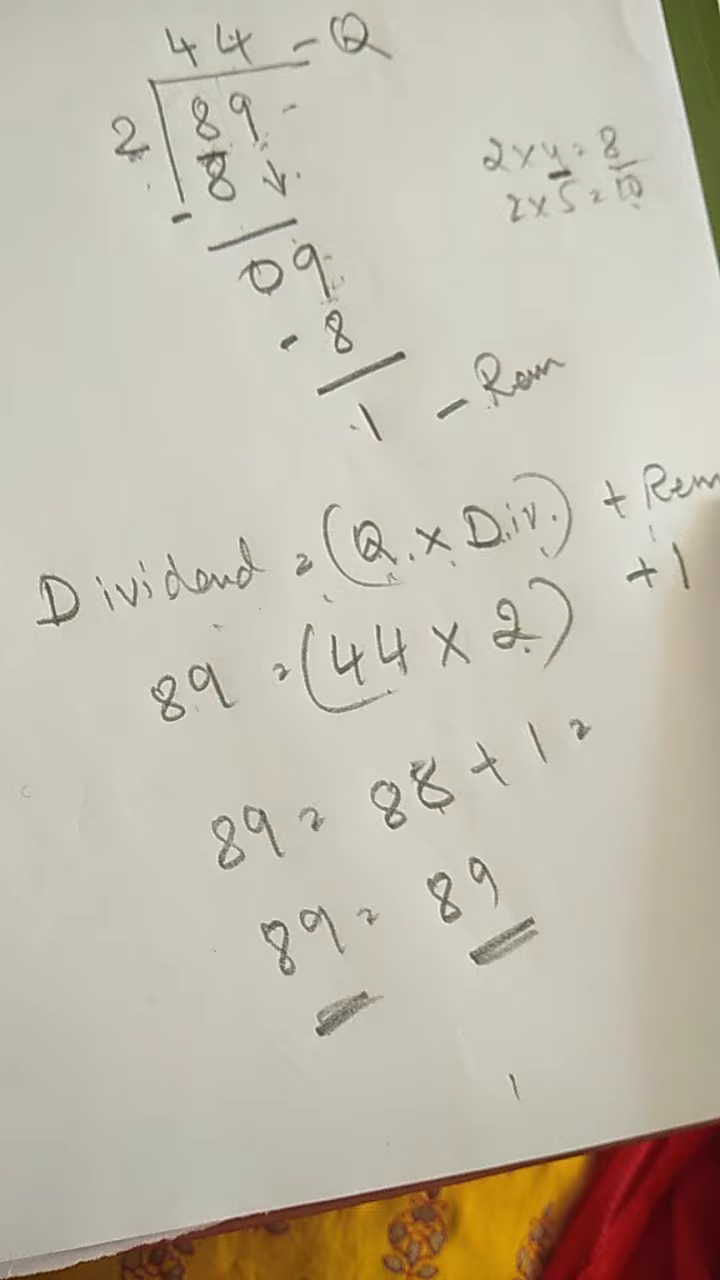 44 - Q
2 89
8 ↓
2 x 4 = 8
2 x 5 = 10
- 09
- 8
1 - Rem
Dividend = (Q. x Div.) + Rem
89 = (44 x 2) + 1
89 = 88 + 1 =
89 = 89